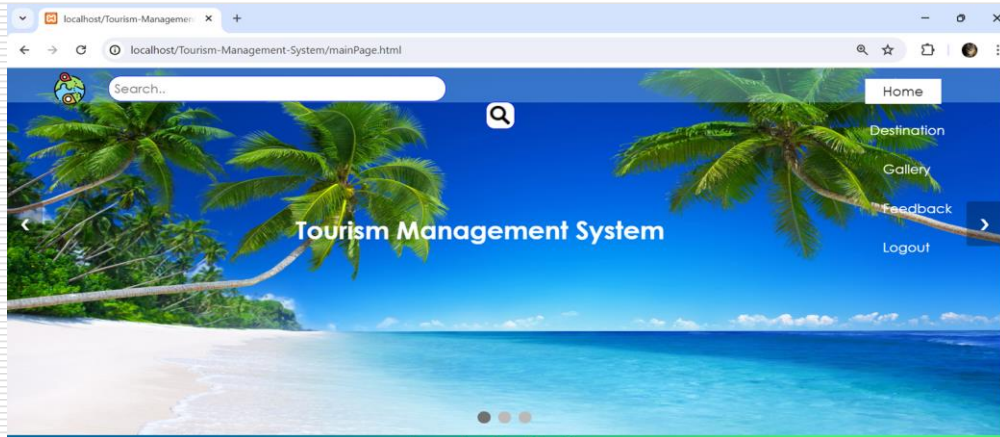 localhost/Tourism-Managemen
localhost/Tourism-Management-System/mainPage.html
Search..
Home
Destination
Gallery
Feedback
Tourism Management System
Logout